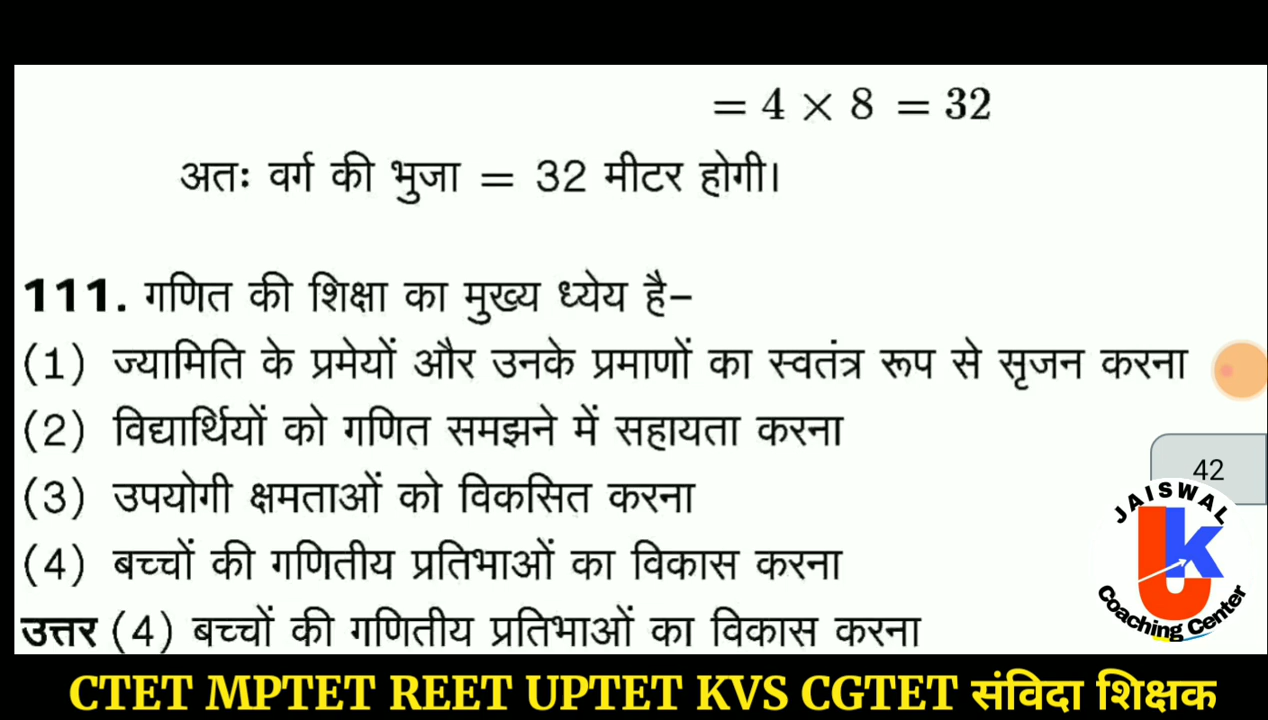 = 4 × 8 = 32
अतः वर्ग की भुजा = 32 मीटर होगी।
111. गणित की शिक्षा का मुख्य ध्येय है–
(1) ज्यामिति के प्रमेयों और उनके प्रमाणों का स्वतंत्र रूप से सृजन करना
(2) विद्यार्थियों को गणित समझने में सहायता करना
(3) उपयोगी क्षमताओं को विकसित करना
42
(4) बच्चों की गणितीय प्रतिभाओं का विकास करना
उत्तर (4) बच्चों की गणितीय प्रतिभाओं का विकास करना
JAISWAL
JK
Coaching Center
CTET MPTET REET UPTET KVS CGTET संविदा शिक्षक